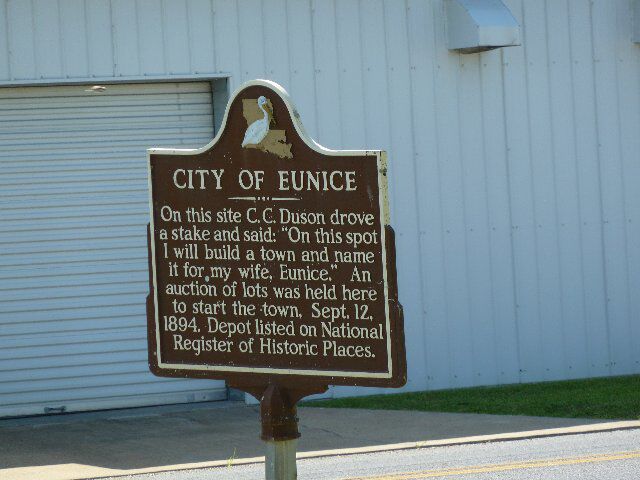 CITY OF EUNICE
On this site C.C. Duson drove
a stake and said: "On this spot
I will build a town and name
it for my wife, Eunice." An
auction of lots was held here
to start the town, Sept. 12,
1894. Depot listed on National
Register of Historic Places.